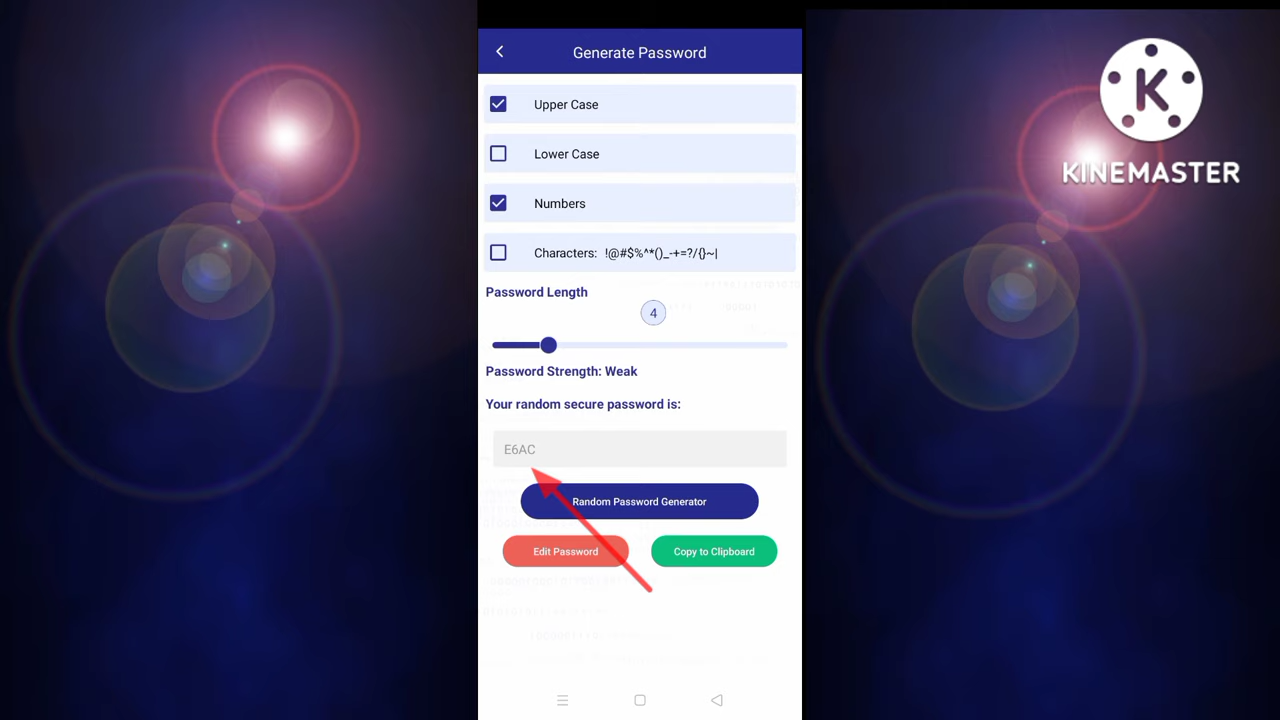 Generate Password
Upper Case
Lower Case
Numbers
Characters: !@#$%^*()_-+=?/{}~|
Password Length
4
Password Strength: Weak
Your random secure password is:
E6AC
Random Password Generator
Edit Password
Copy to Clipboard
K
KINEMASTER